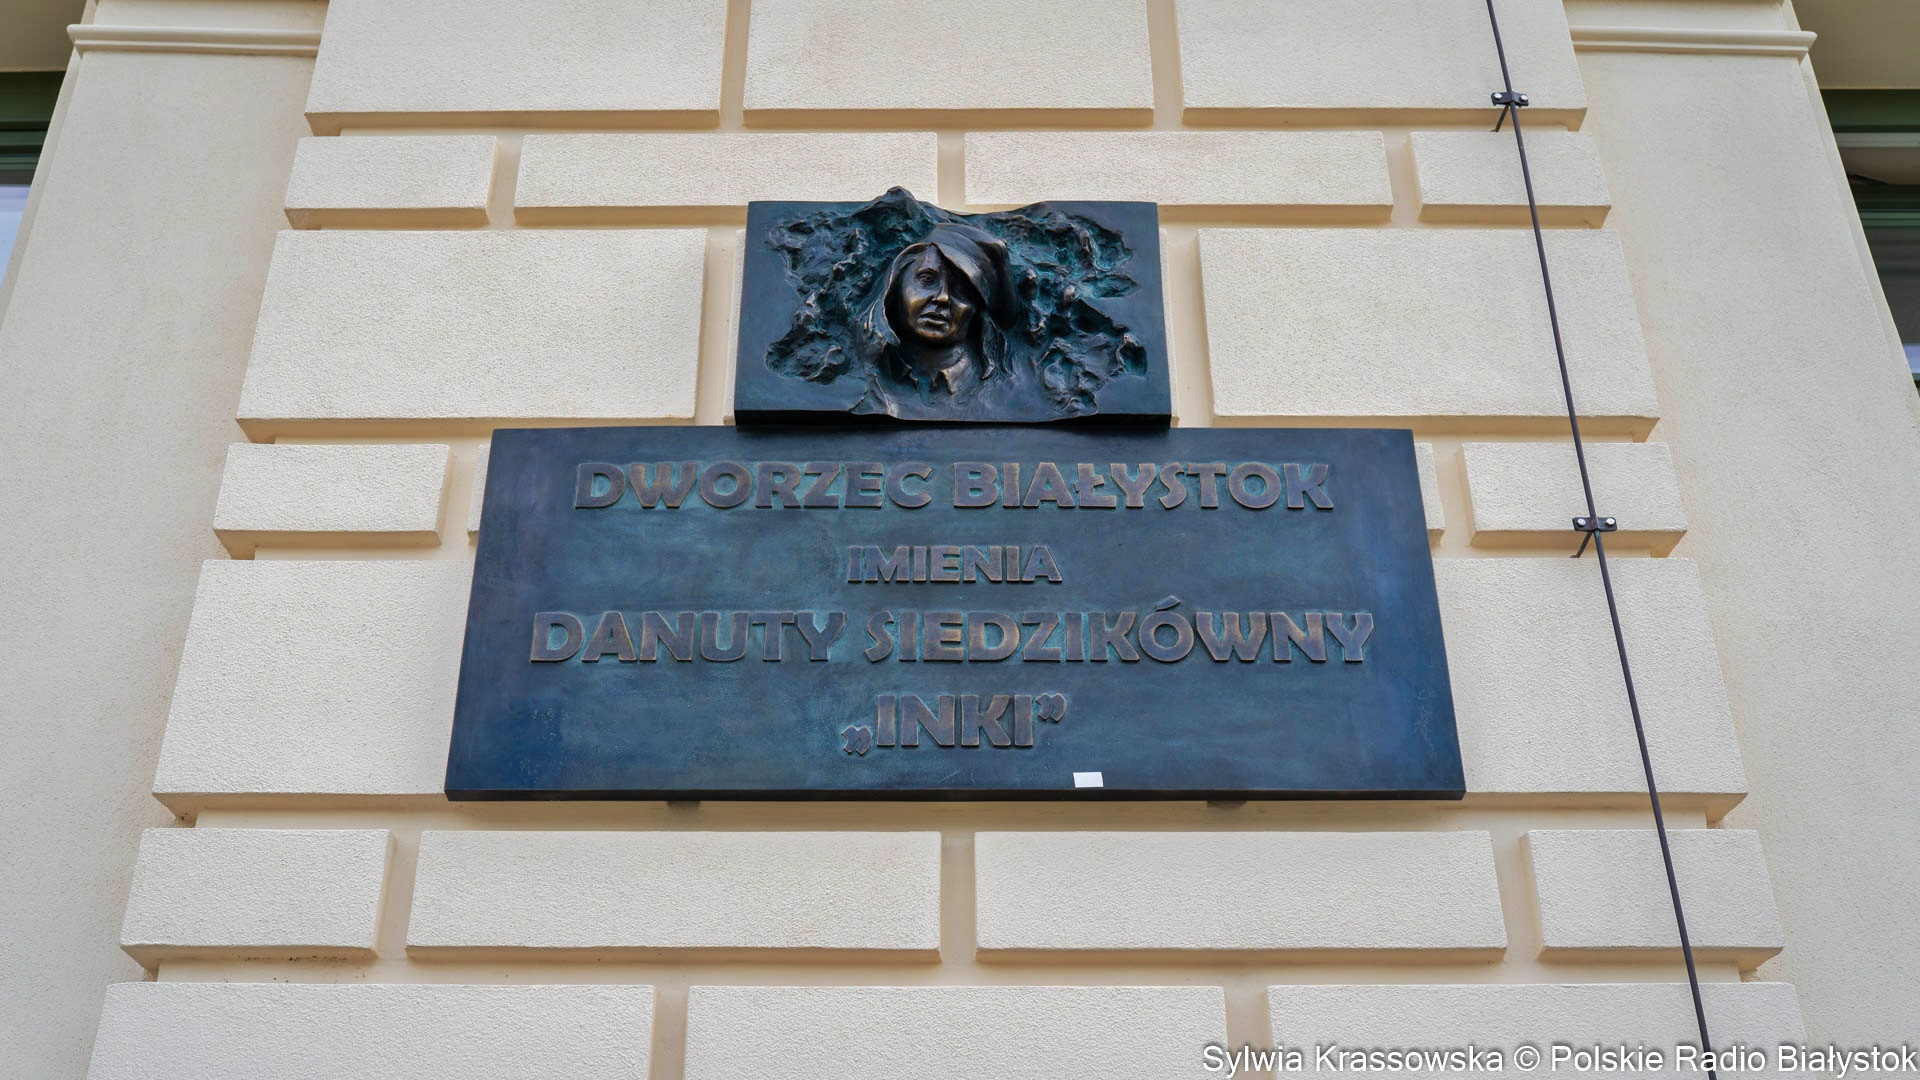 DWORZEC BIAŁYSTOK
IMIENIA
DANUTY SIEDZIKÓWNY
„INKI”
Sylwia Krassowska © Polskie Radio Białystok